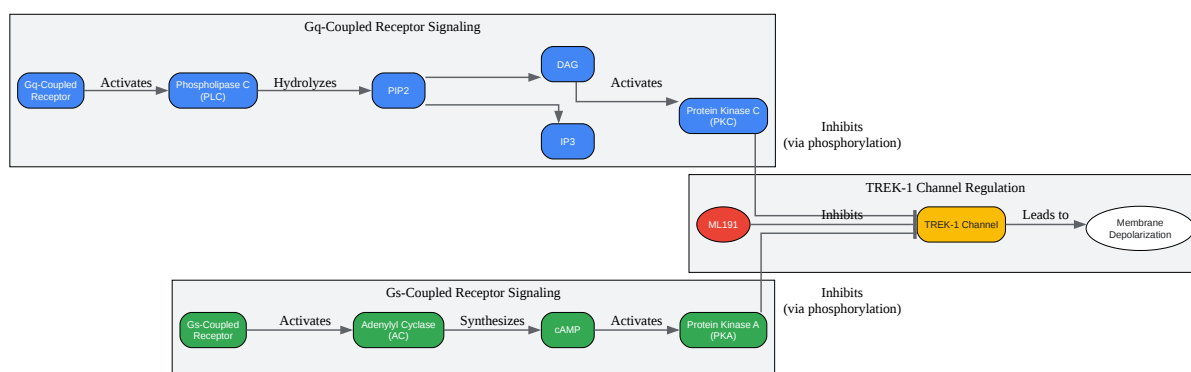 Gq-Coupled Receptor Signaling
Gq-Coupled
Receptor
Activates
Phospholipase C
(PLC)
Hydrolyzes
PIP2
DAG
IP3
Activates
Protein Kinase C
(PKC)
Inhibits
(via phosphorylation)
TREK-1 Channel Regulation
ML191
Inhibits
TREK-1 Channel
Leads to
Membrane
Depolarization
Gs-Coupled Receptor Signaling
Gs-Coupled
Receptor
Activates
Adenylyl Cyclase
(AC)
Synthesizes
cAMP
Activates
Protein Kinase A
(PKA)
Inhibits
(via phosphorylation)